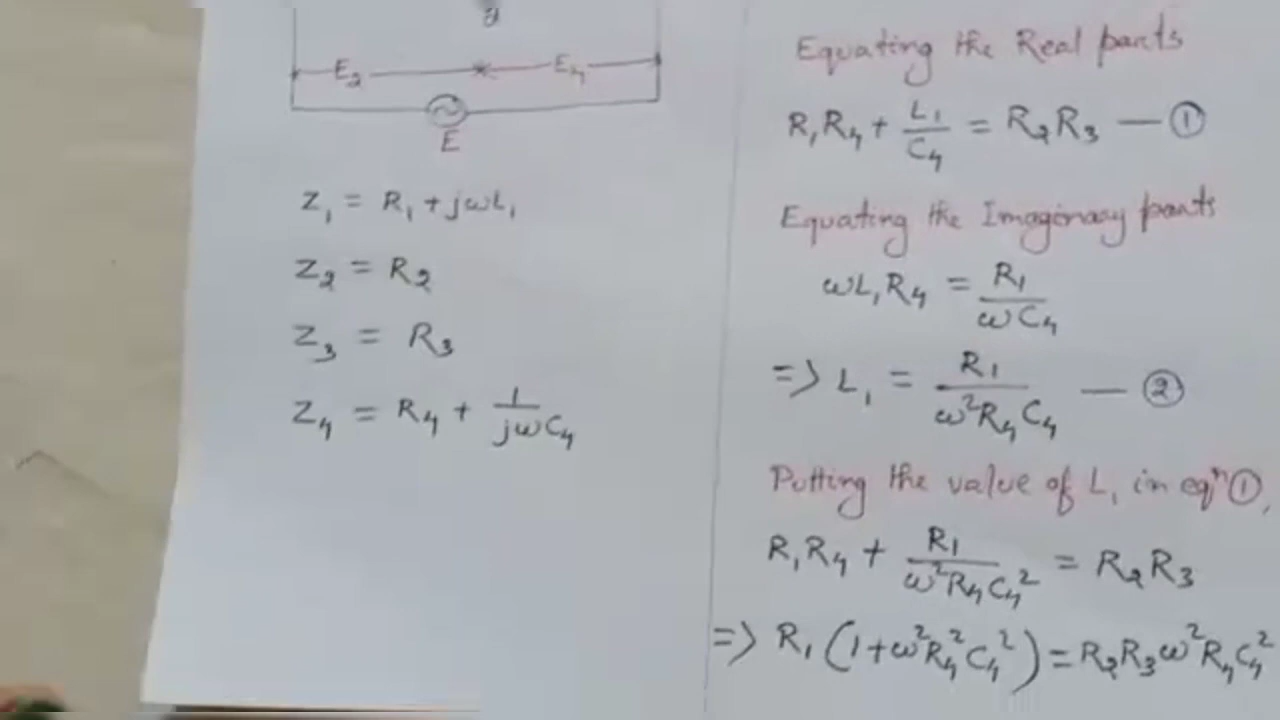 E₂ E₄
E
Z₁ = R₁ + jωL₁
Z₂ = R₂
Z₃ = R₃
Z₄ = R₄ + 1/(jωC₄)
Equating the Real parts
R₁R₄ + L₁/C₄ = R₂R₃ — ①
Equating the Imaginary parts
ωL₁R₄ = R₁/(ωC₄)
=> L₁ = R₁/(ω²R₄C₄) — ②
Putting the value of L₁ in eqⁿ ①,
R₁R₄ + R₁/(ω²R₄C₄²) = R₂R₃
=> R₁(1+ω²R₄²C₄²) = R₂R₃ω²R₄C₄²